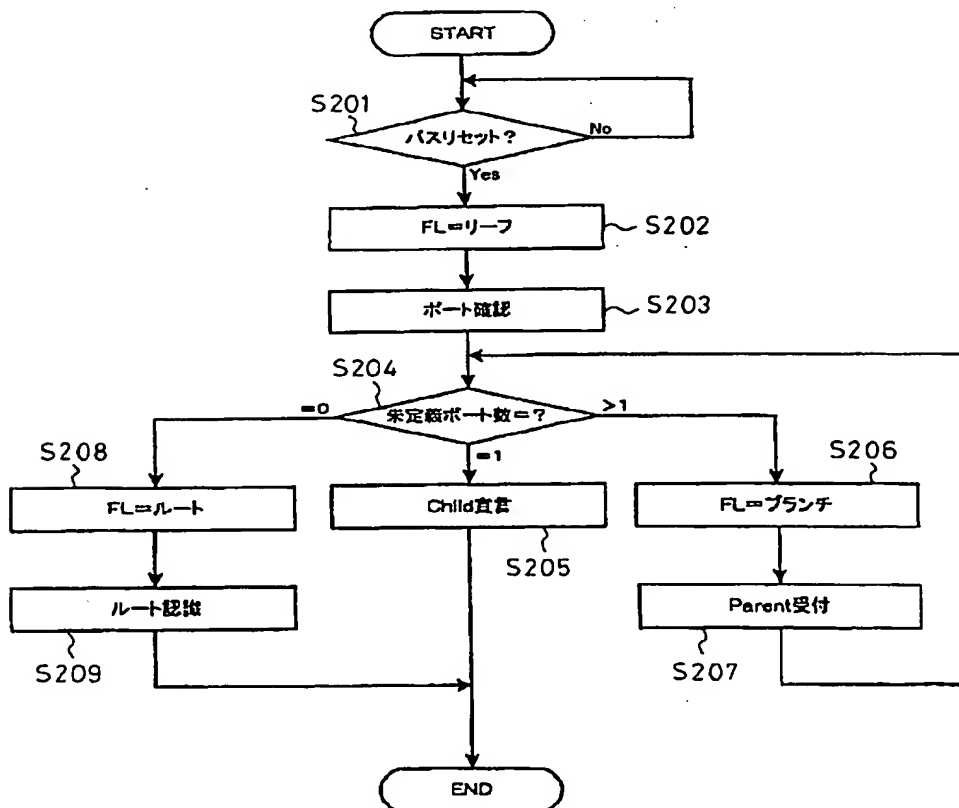 START
S201
バスリセット?
No
Yes
FL=リーフ
S202
ポート確認
S203
S204
=0
未定義ポート数=?
>1
=1
S208
FL=ルート
Child宣言
S205
S206
FL=ブランチ
ルート認識
S209
Parent受付
S207
END